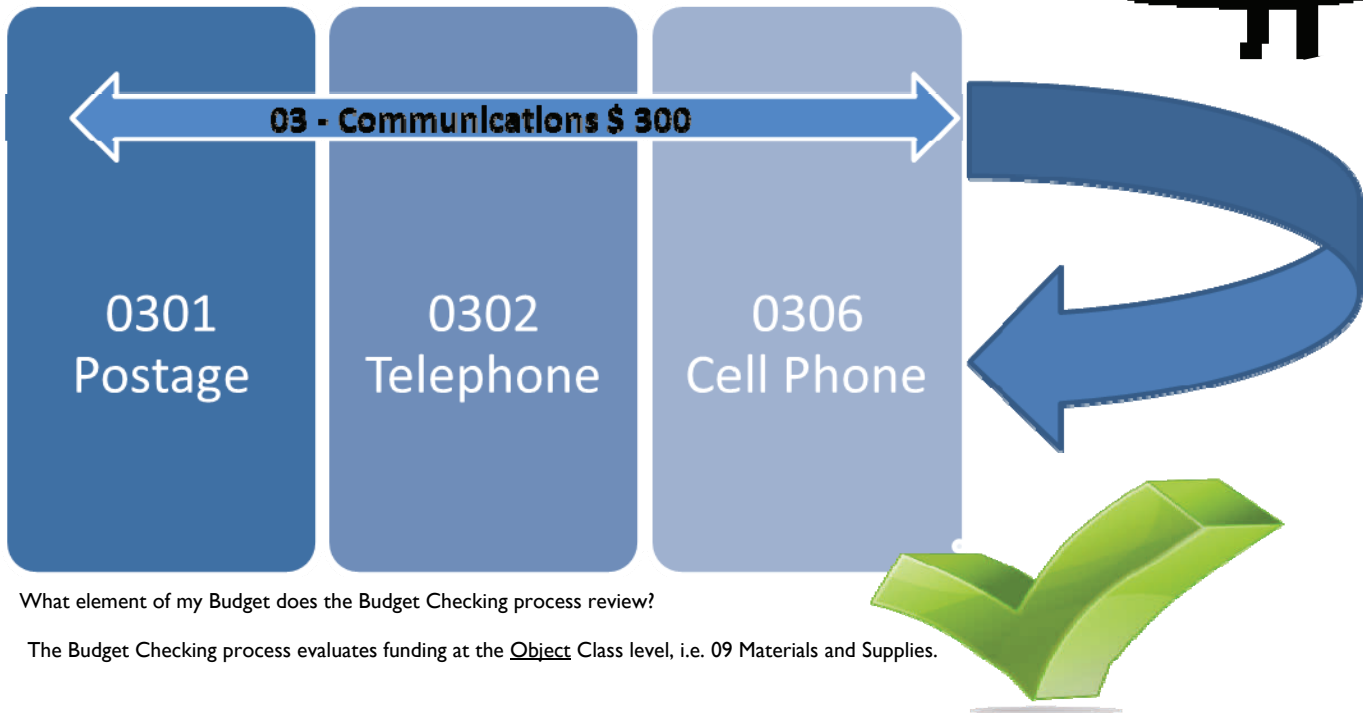 03 - Communications $ 300
0301
Postage
0302
Telephone
0306
Cell Phone
What element of my Budget does the Budget Checking process review?
The Budget Checking process evaluates funding at the Object Class level, i.e. 09 Materials and Supplies.